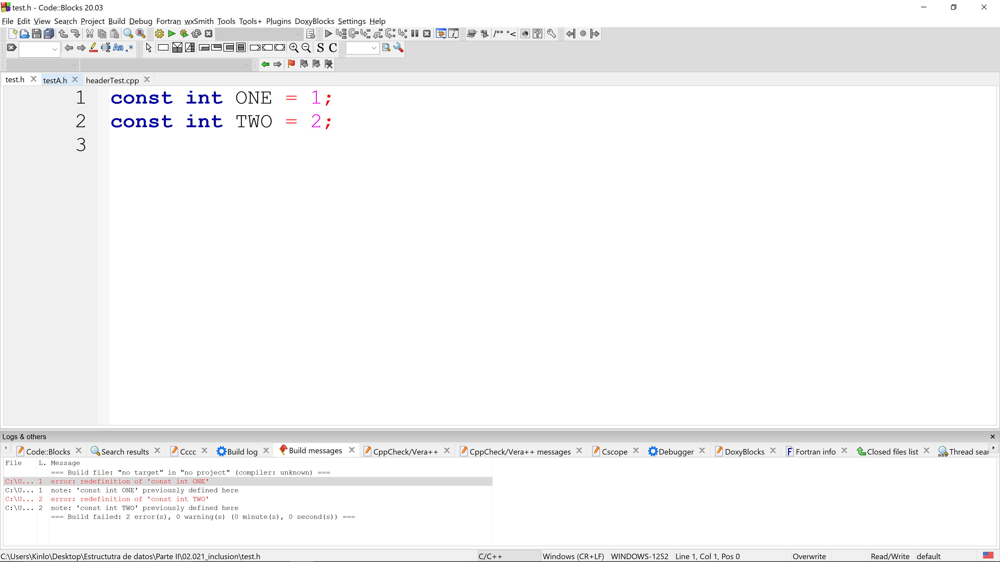 test.h - Code::Blocks 20.03
File Edit View Search Project Build Debug Fortran wxSmith Tools Tools+ Plugins DoxyBlocks Settings Help
/** *<
Aa .* S C
test.h testA.h headerTest.cpp
1 const int ONE = 1;
2 const int TWO = 2;
3
Logs & others
Code::Blocks Search results Cccc Build log Build messages CppCheck/Vera++ CppCheck/Vera++ messages Cscope Debugger DoxyBlocks Fortran info Closed files list Thread sear
File L. Message
=== Build file: "no target" in "no project" (compiler: unknown) ===
C:\U... 1 error: redefinition of 'const int ONE'
C:\U... 1 note: 'const int ONE' previously defined here
C:\U... 2 error: redefinition of 'const int TWO'
C:\U... 2 note: 'const int TWO' previously defined here
=== Build failed: 2 error(s), 0 warning(s) (0 minute(s), 0 second(s)) ===
C:\Users\Kinlo\Desktop\Estructutra de datos\Parte II\02.021_inclusion\test.h C/C++ Windows (CR+LF) WINDOWS-1252 Line 1, Col 1, Pos 0 Overwrite Read/Write default